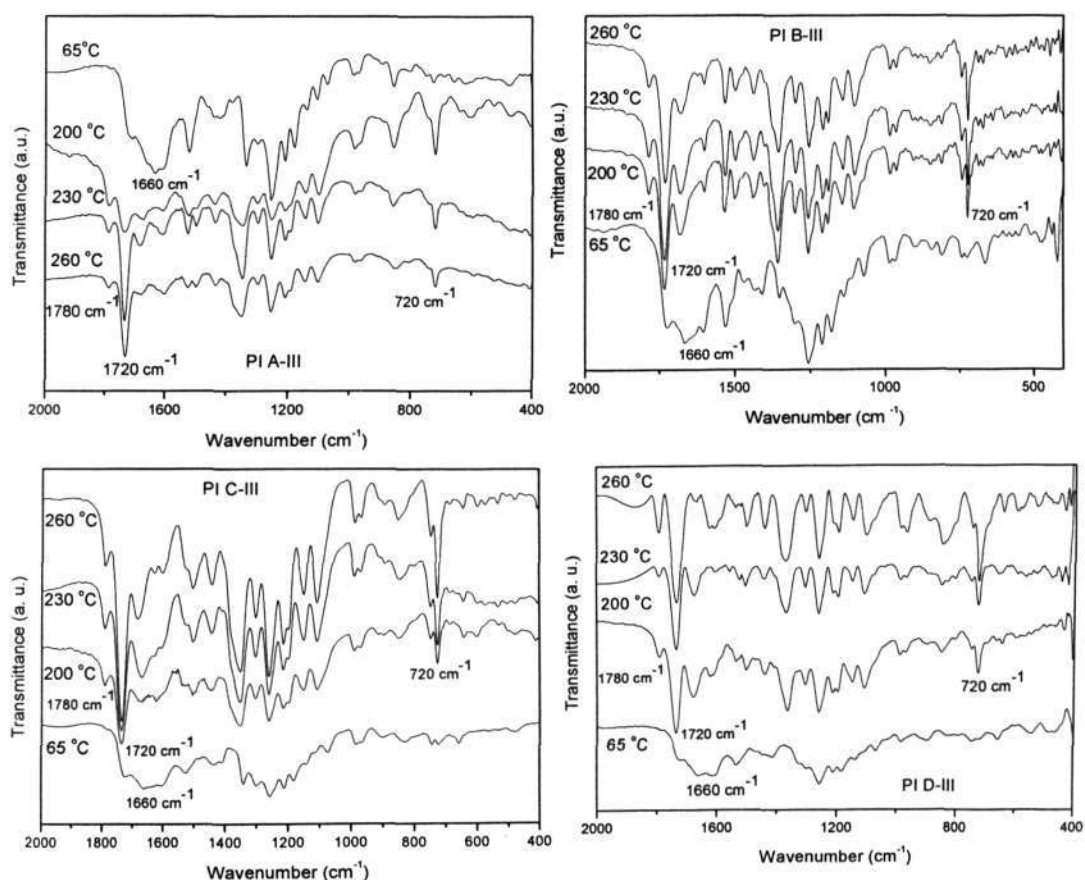 65 °C
200 °C
1660 cm⁻¹
230 °C
260 °C
1780 cm⁻¹
720 cm⁻¹
1720 cm⁻¹
PI A-III
Transmittance (a.u.)
2000 1600 1200 800 400
Wavenumber (cm⁻¹)
PI B-III
260 °C
230 °C
200 °C
1780 cm⁻¹
720 cm⁻¹
65 °C
1720 cm⁻¹
1660 cm⁻¹
Transmittance (a.u.)
2000 1500 1000 500
Wavenumber (cm⁻¹)
PI C-III
260 °C
230 °C
200 °C
720 cm⁻¹
1780 cm⁻¹
65 °C
1720 cm⁻¹
1660 cm⁻¹
Transmittance (a. u.)
2000 1800 1600 1400 1200 1000 800 600 400
Wavenumber (cm⁻¹)
260 °C
230 °C
200 °C
1780 cm⁻¹
720 cm⁻¹
1720 cm⁻¹
65 °C
1660 cm⁻¹
PI D-III
Transmittance (a. u.)
2000 1600 1200 800 400
Wavenumber (cm⁻¹)